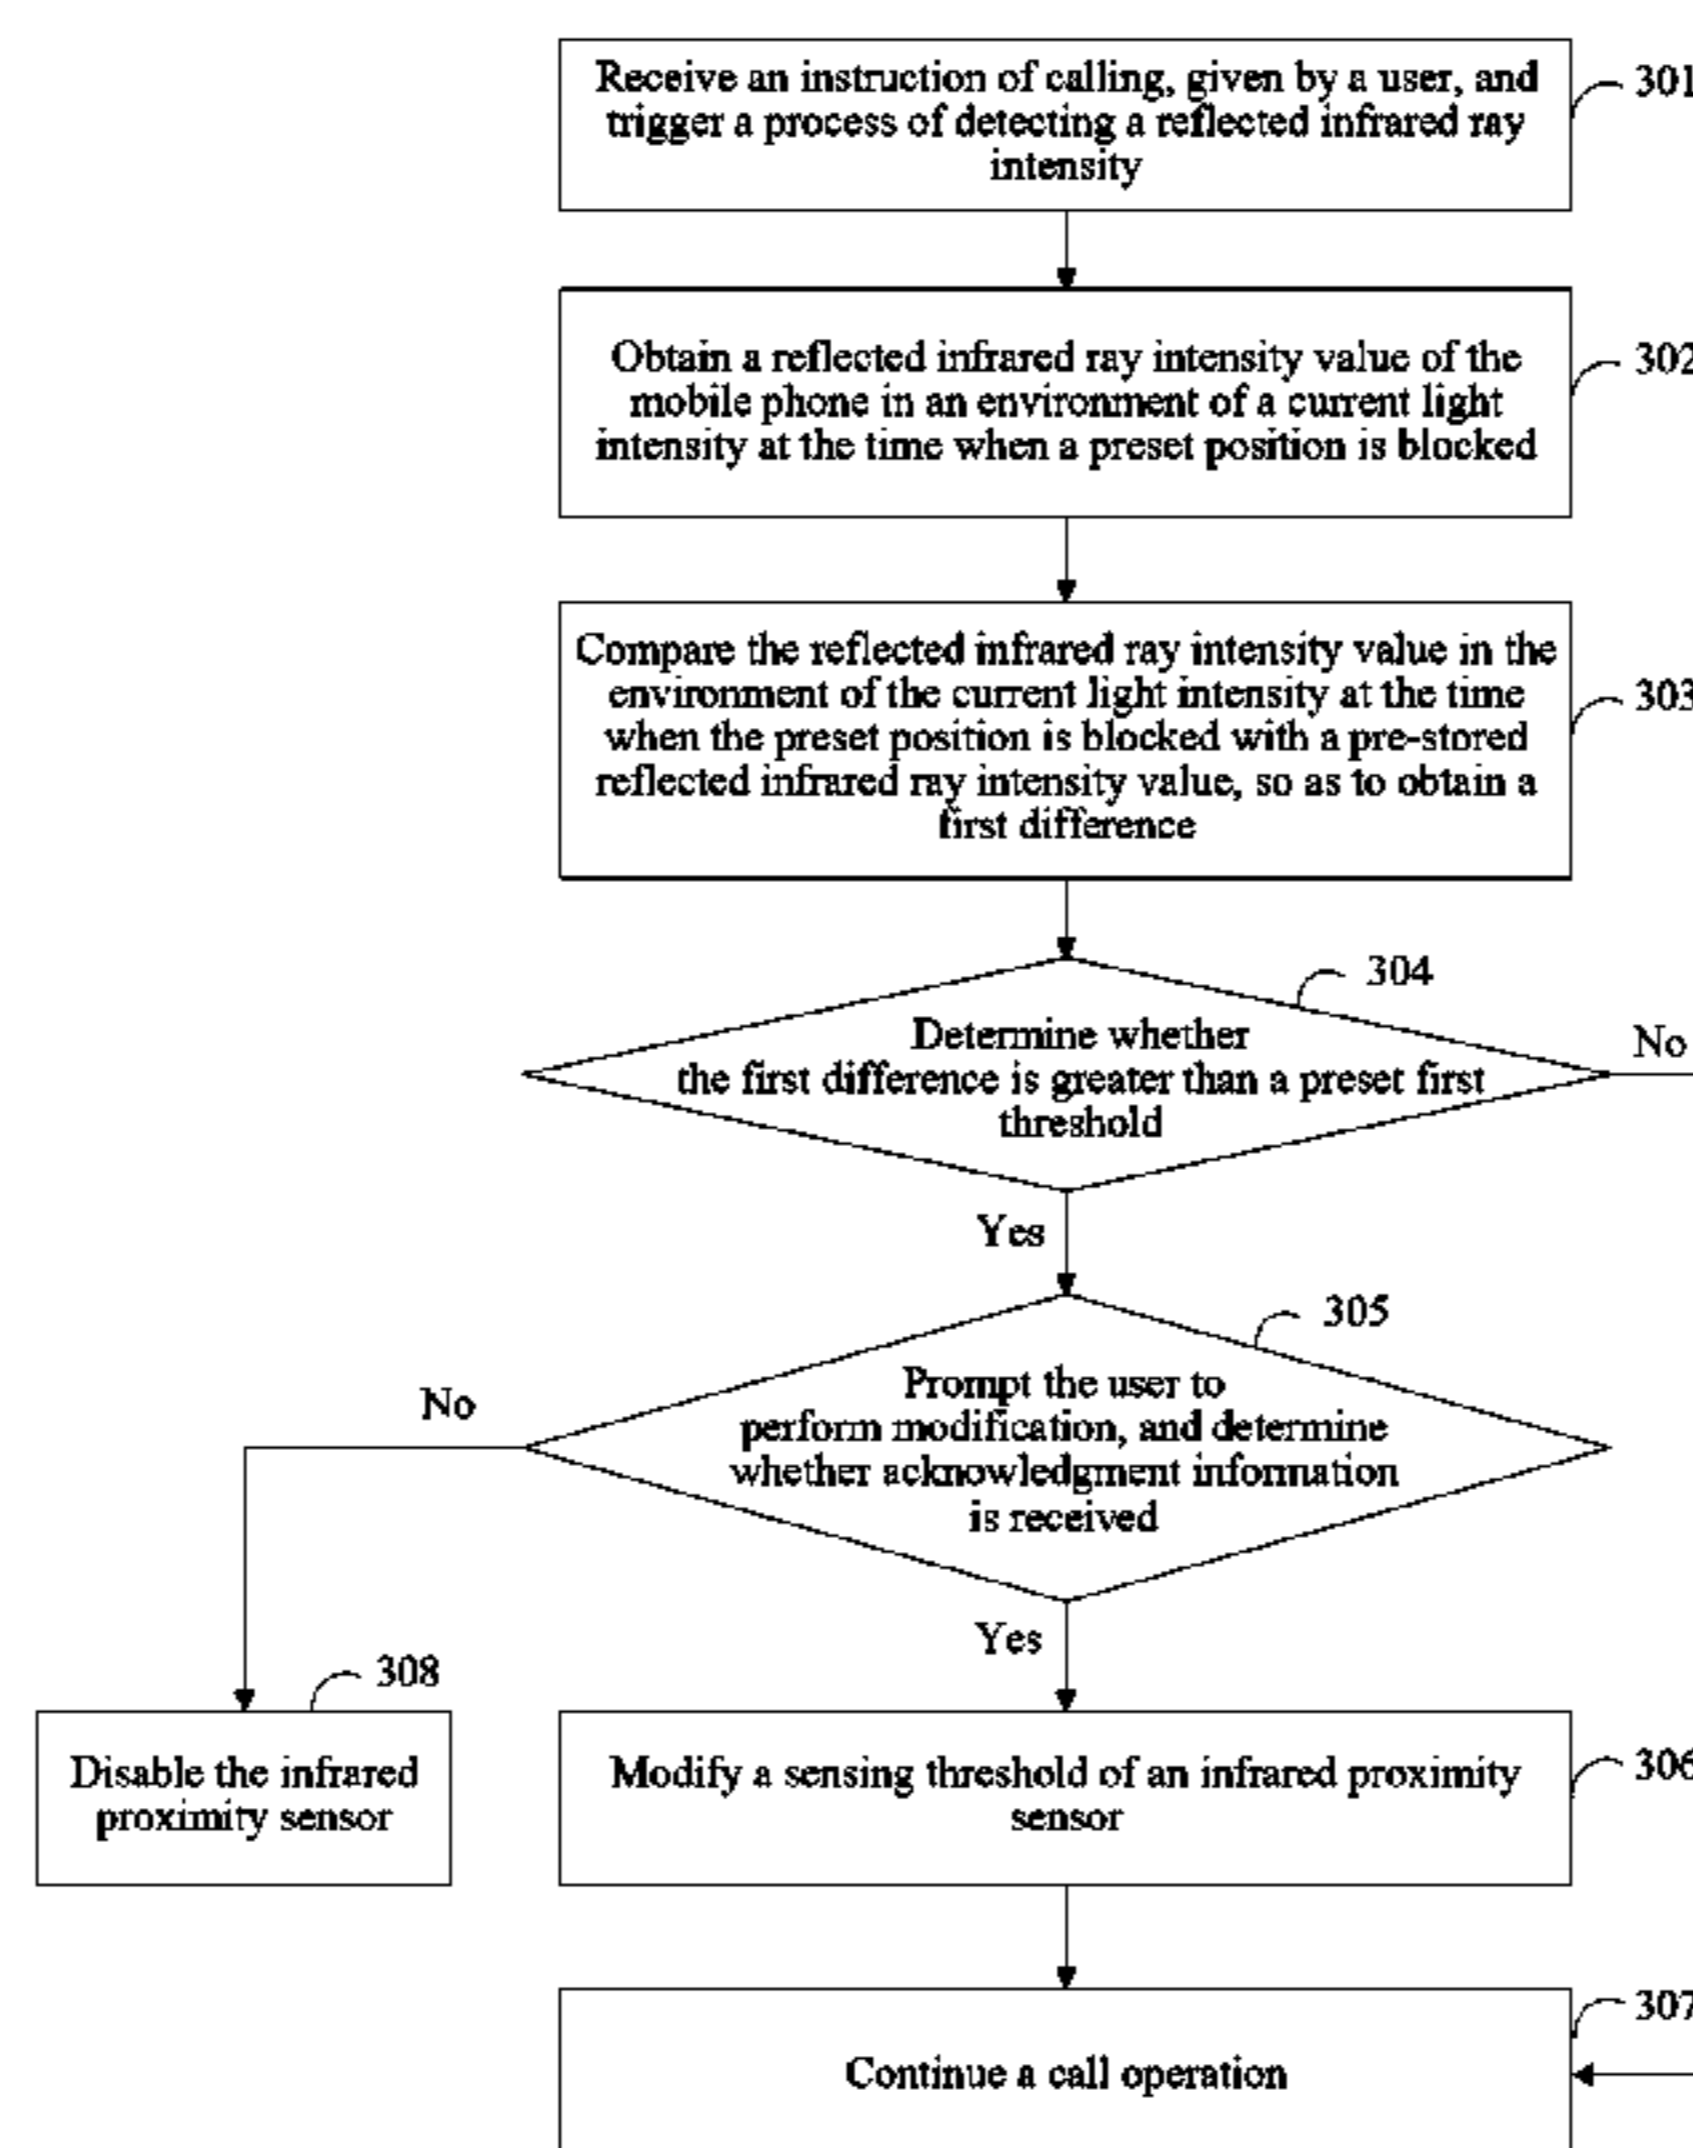 Receive an instruction of calling, given by a user, and
trigger a process of detecting a reflected infrared ray
intensity
301
Obtain a reflected infrared ray intensity value of the
mobile phone in an environment of a current light
intensity at the time when a preset position is blocked
302
Compare the reflected infrared ray intensity value in the
environment of the current light intensity at the time
when the preset position is blocked with a pre-stored
reflected infrared ray intensity value, so as to obtain a
first difference
303
304
Determine whether
the first difference is greater than a preset first
threshold
No
Yes
305
Prompt the user to
perform modification, and determine
whether acknowledgment information
is received
No
Yes
308
Disable the infrared
proximity sensor
Modify a sensing threshold of an infrared proximity
sensor
306
307
Continue a call operation